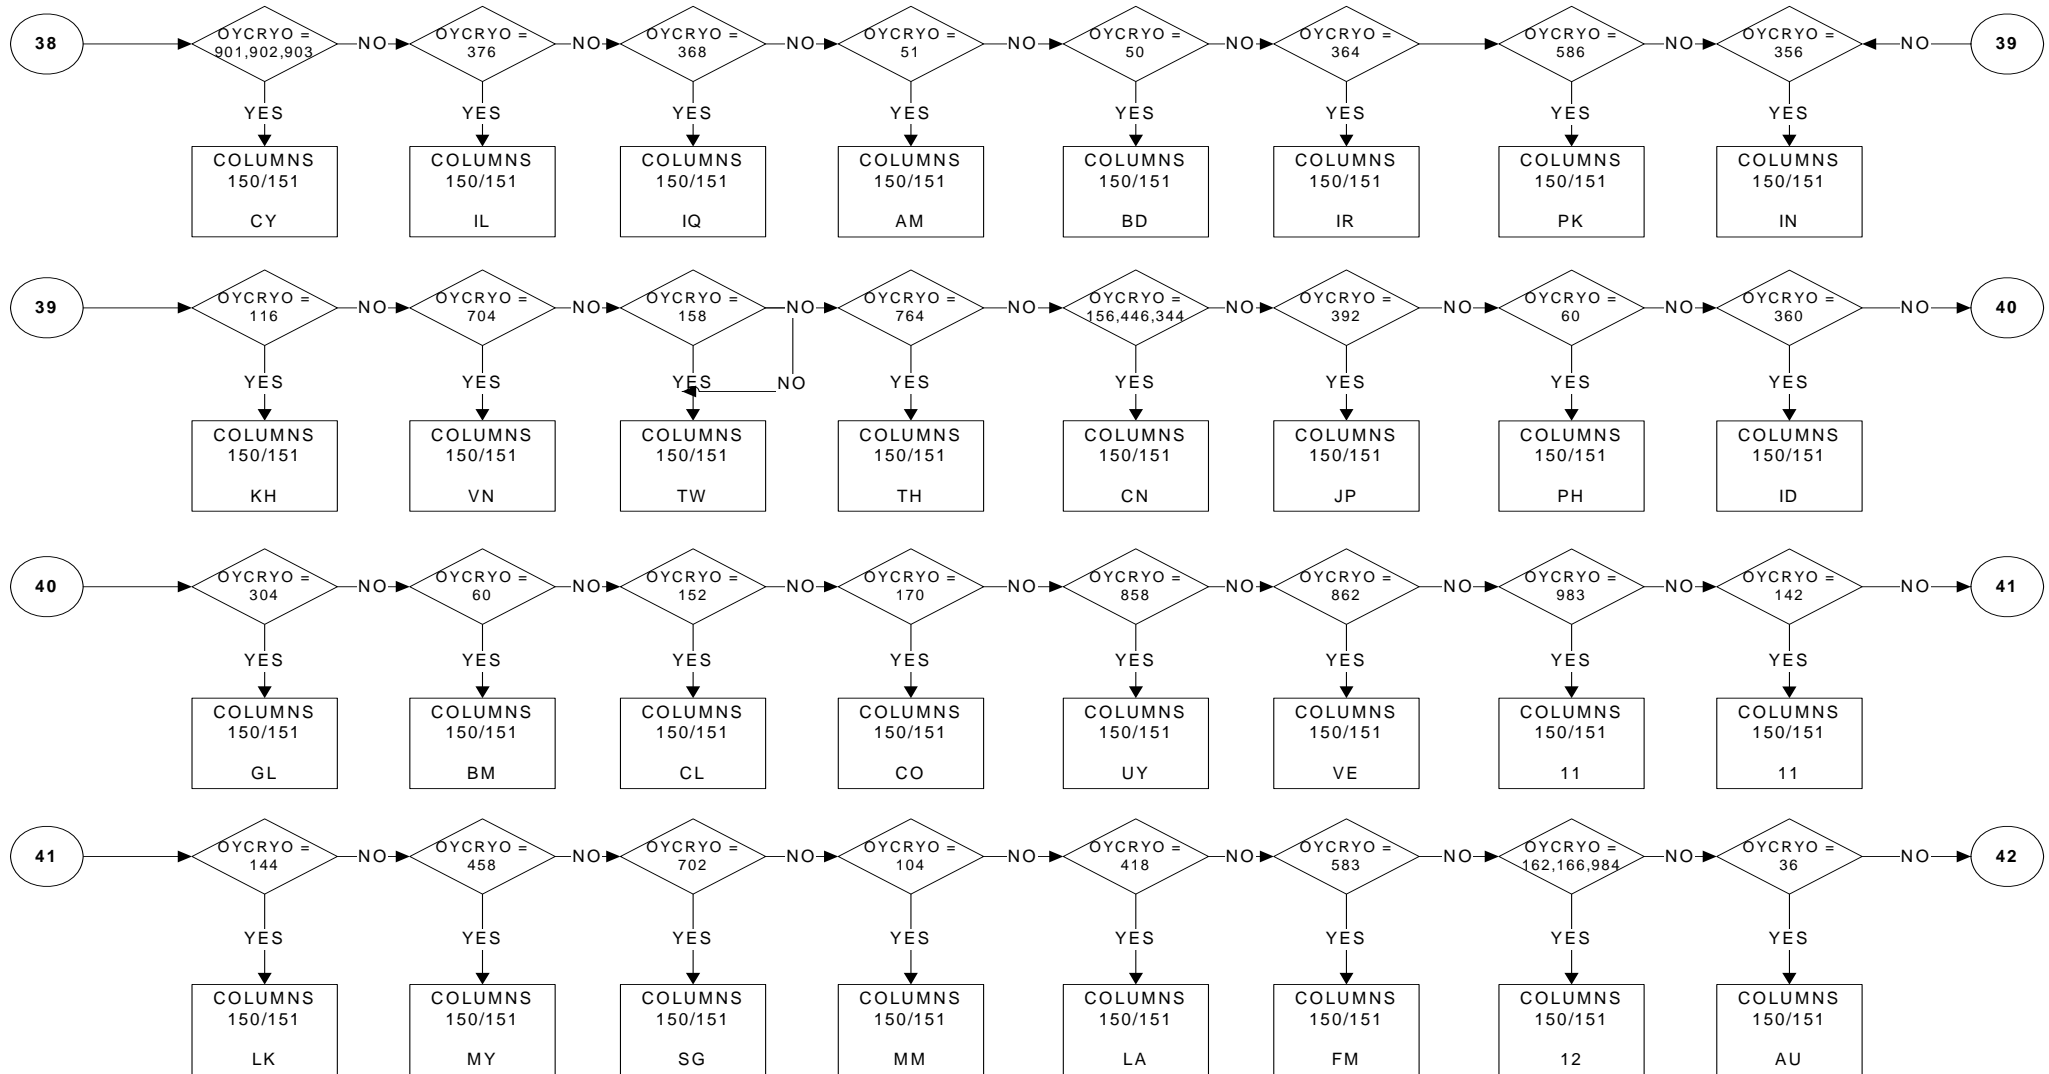 38
OYCRYO =
901,902,903
NO
OYCRYO =
376
NO
OYCRYO =
368
NO
OYCRYO =
51
NO
OYCRYO =
50
NO
OYCRYO =
364
OYCRYO =
586
NO
OYCRYO =
356
NO
39
YES
YES
YES
YES
YES
YES
YES
YES
COLUMNS
150/151
CY
COLUMNS
150/151
IL
COLUMNS
150/151
IQ
COLUMNS
150/151
AM
COLUMNS
150/151
BD
COLUMNS
150/151
IR
COLUMNS
150/151
PK
COLUMNS
150/151
IN
39
OYCRYO =
116
NO
OYCRYO =
704
NO
OYCRYO =
158
NO
OYCRYO =
764
NO
OYCRYO =
156,446,344
NO
OYCRYO =
392
NO
OYCRYO =
60
NO
OYCRYO =
360
NO
40
YES
YES
YES
NO
YES
YES
YES
YES
YES
COLUMNS
150/151
KH
COLUMNS
150/151
VN
COLUMNS
150/151
TW
COLUMNS
150/151
TH
COLUMNS
150/151
CN
COLUMNS
150/151
JP
COLUMNS
150/151
PH
COLUMNS
150/151
ID
40
OYCRYO =
304
NO
OYCRYO =
60
NO
OYCRYO =
152
NO
OYCRYO =
170
NO
OYCRYO =
858
NO
OYCRYO =
862
NO
OYCRYO =
983
NO
OYCRYO =
142
NO
41
YES
YES
YES
YES
YES
YES
YES
YES
COLUMNS
150/151
GL
COLUMNS
150/151
BM
COLUMNS
150/151
CL
COLUMNS
150/151
CO
COLUMNS
150/151
UY
COLUMNS
150/151
VE
COLUMNS
150/151
11
COLUMNS
150/151
11
41
OYCRYO =
144
NO
OYCRYO =
458
NO
OYCRYO =
702
NO
OYCRYO =
104
NO
OYCRYO =
418
NO
OYCRYO =
583
NO
OYCRYO =
162,166,984
NO
OYCRYO =
36
NO
42
YES
YES
YES
YES
YES
YES
YES
YES
COLUMNS
150/151
LK
COLUMNS
150/151
MY
COLUMNS
150/151
SG
COLUMNS
150/151
MM
COLUMNS
150/151
LA
COLUMNS
150/151
FM
COLUMNS
150/151
12
COLUMNS
150/151
AU